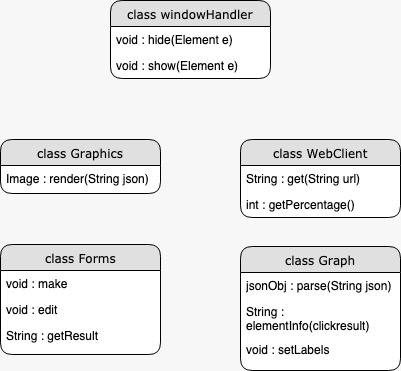 class windowHandler
void : hide(Element e)
void : show(Element e)
class Graphics
Image : render(String json)
class WebClient
String : get(String url)
int : getPercentage()
class Forms
void : make
void : edit
String : getResult
class Graph
jsonObj : parse(String json)
String :
elementInfo(clickresult)
void : setLabels